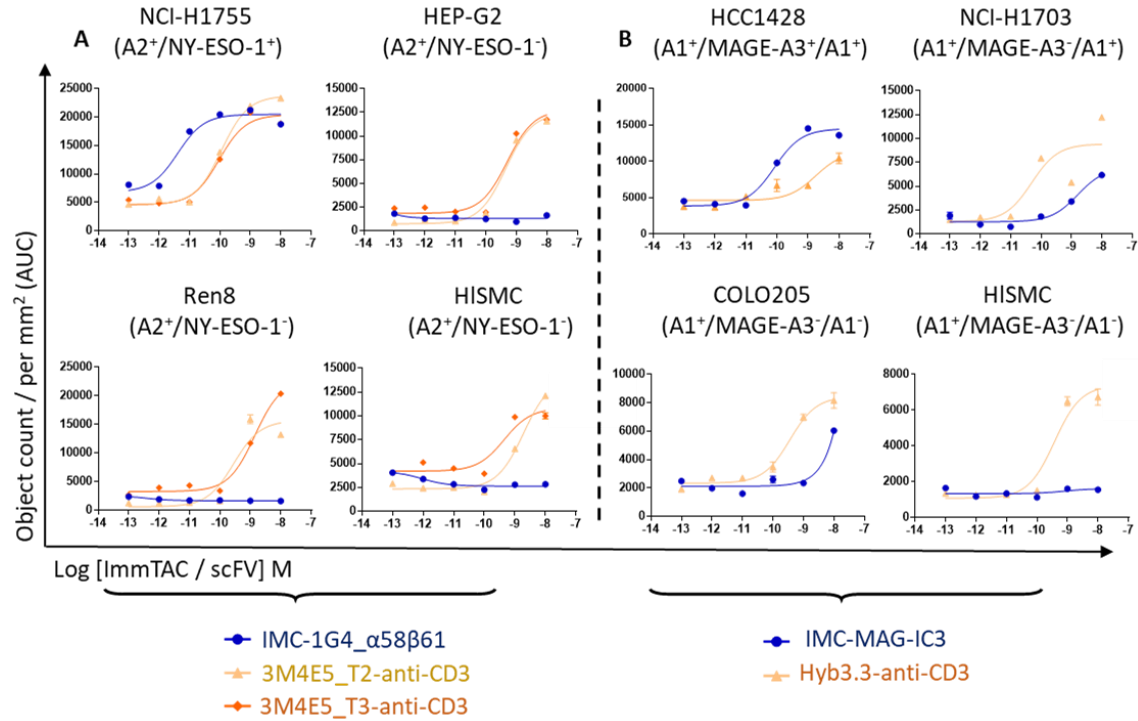 A
NCI-H1755
(A2⁺/NY-ESO-1⁺)
25000
20000
15000
10000
5000
0
-14 -13 -12 -11 -10 -9 -8 -7
HEP-G2
(A2⁺/NY-ESO-1⁻)
15000
12500
10000
7500
5000
2500
0
-14 -13 -12 -11 -10 -9 -8 -7
B
HCC1428
(A1⁺/MAGE-A3⁺/A1⁺)
20000
15000
10000
5000
0
-14 -13 -12 -11 -10 -9 -8 -7
NCI-H1703
(A1⁺/MAGE-A3⁻/A1⁺)
15000
12500
10000
7500
5000
2500
0
-14 -13 -12 -11 -10 -9 -8 -7
Ren8
(A2⁺/NY-ESO-1⁻)
25000
20000
15000
10000
5000
0
-14 -13 -12 -11 -10 -9 -8 -7
HISMC
(A2⁺/NY-ESO-1⁻)
15000
12500
10000
7500
5000
2500
0
-14 -13 -12 -11 -10 -9 -8 -7
COLO205
(A1⁺/MAGE-A3⁻/A1⁻)
10000
8000
6000
4000
2000
0
-14 -13 -12 -11 -10 -9 -8 -7
HISMC
(A1⁺/MAGE-A3⁻/A1⁻)
8000
6000
4000
2000
0
-14 -13 -12 -11 -10 -9 -8 -7
Object count / per mm² (AUC)
Log [ImmTAC / scFV] M
IMC-1G4_α58β61
3M4E5_T2-anti-CD3
3M4E5_T3-anti-CD3
IMC-MAG-IC3
Hyb3.3-anti-CD3